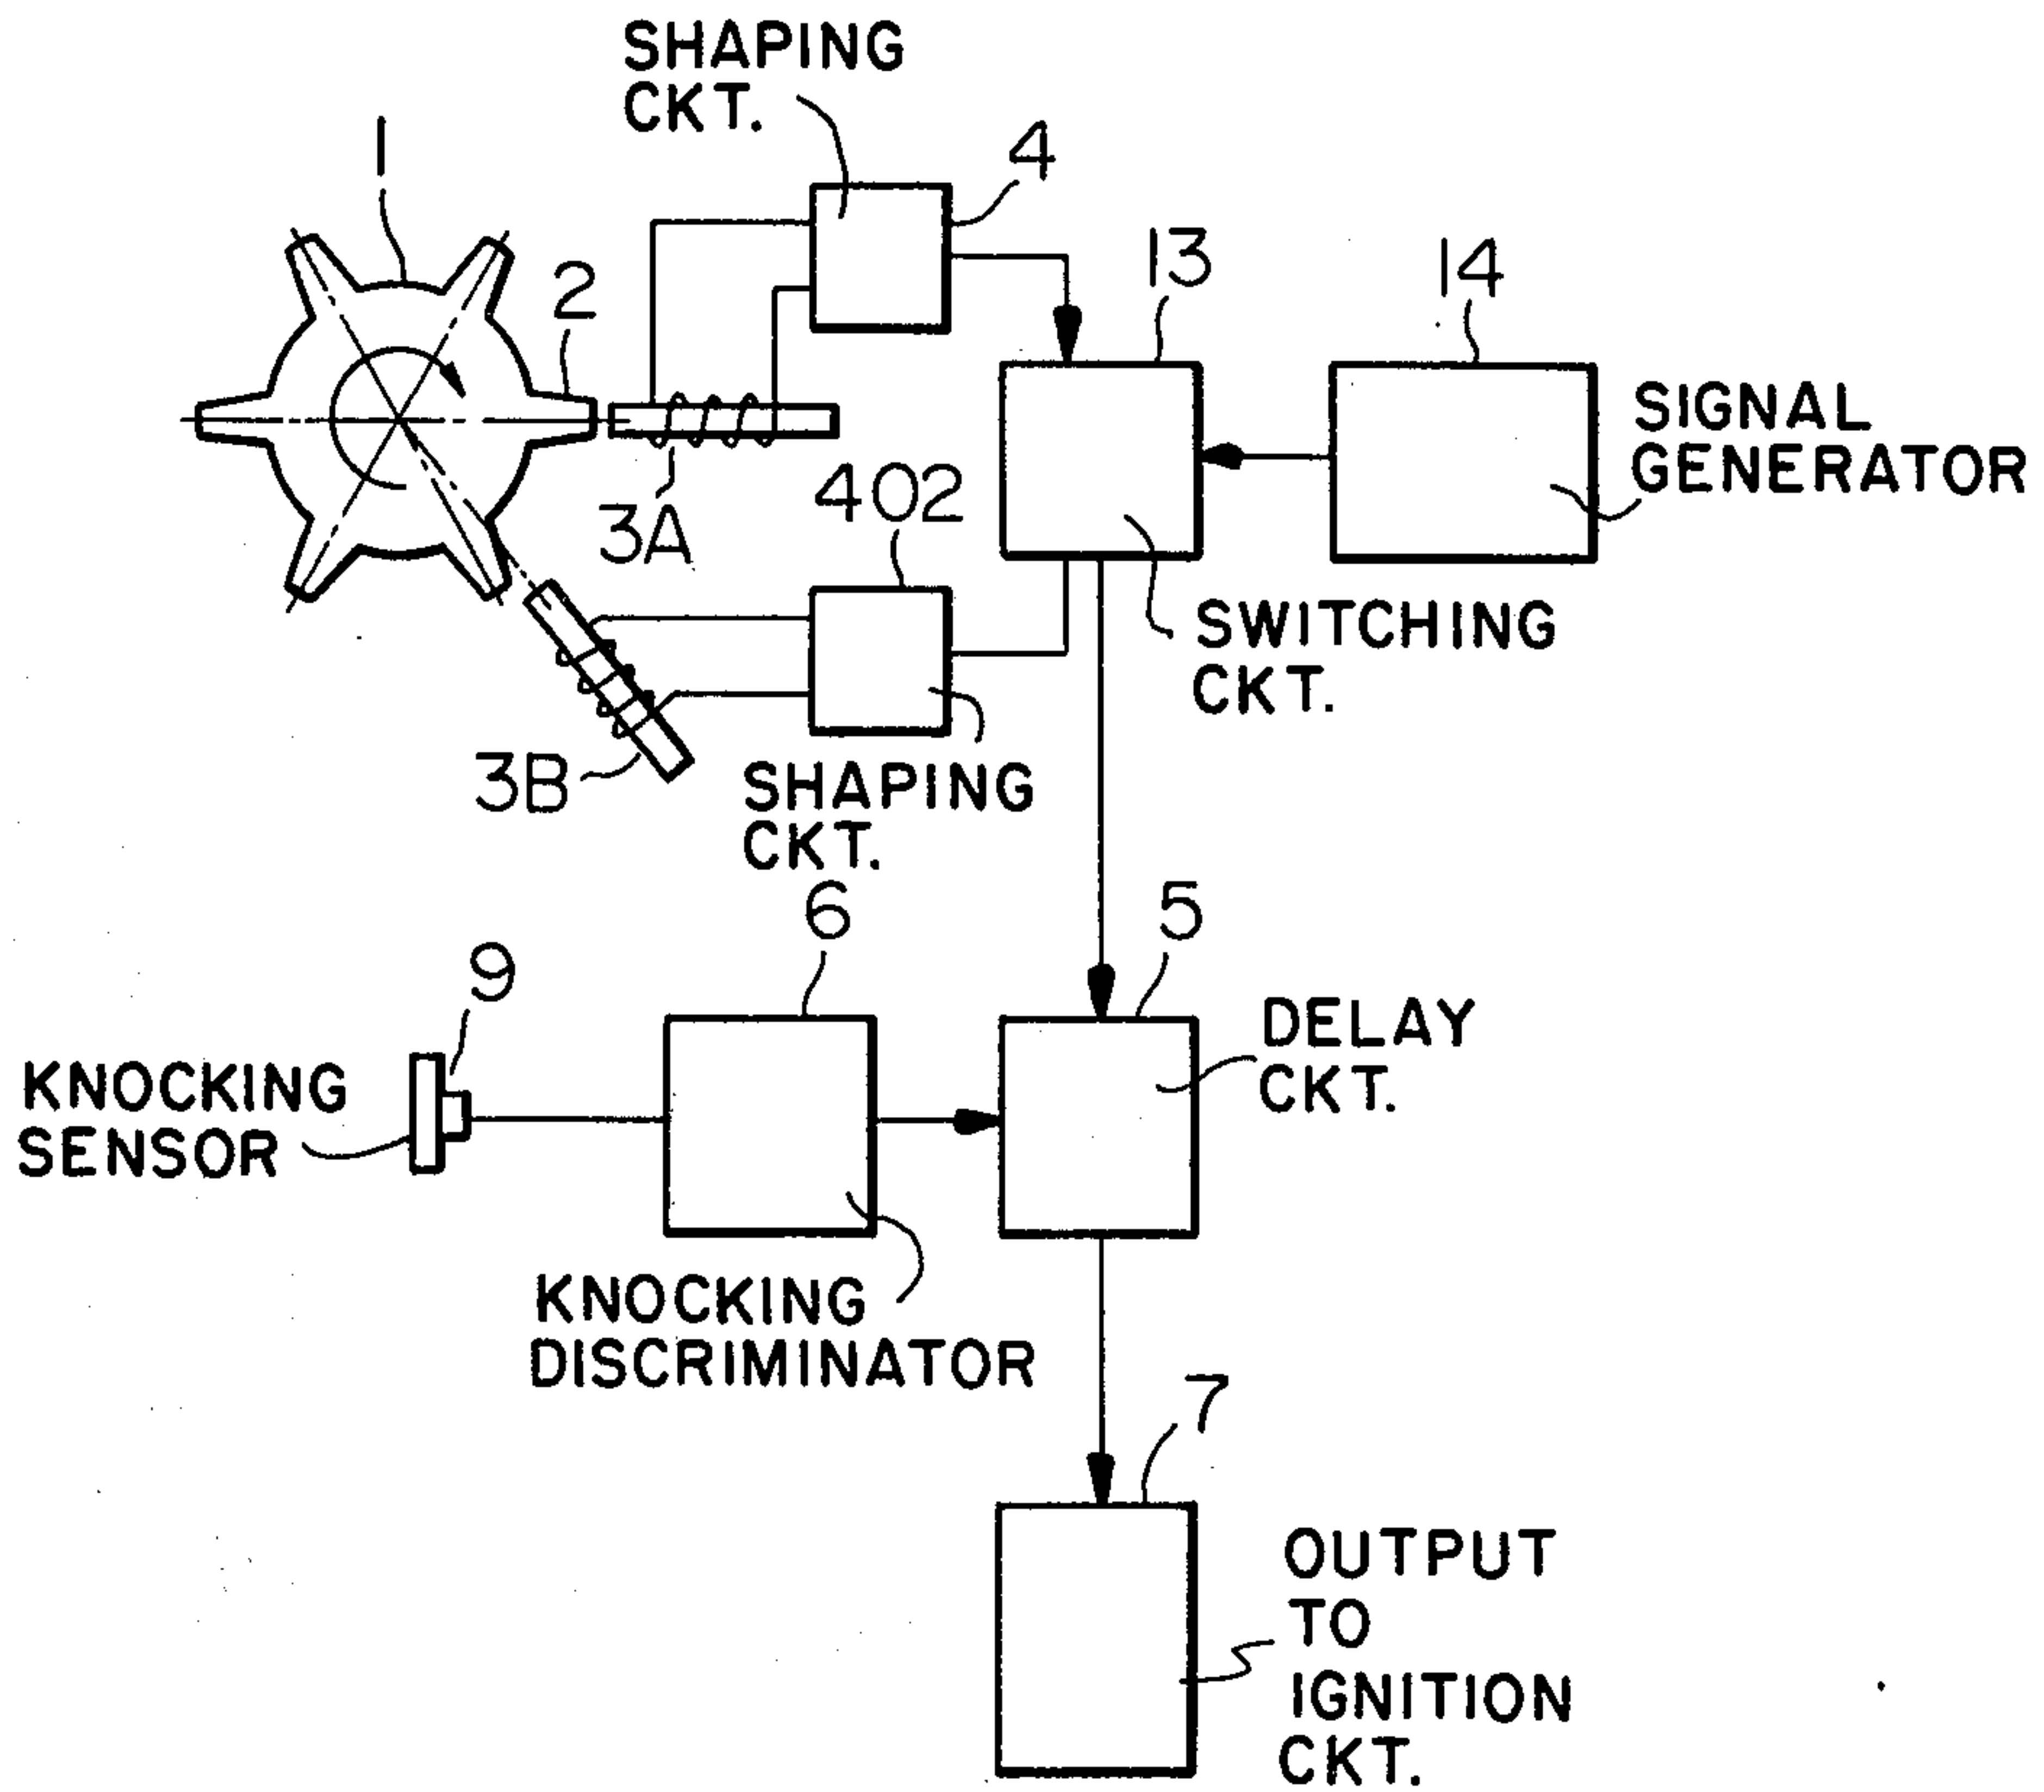 SHAPING
CKT.
1
4
2
13
14
SIGNAL
GENERATOR
3A
402
SWITCHING
CKT.
3B
SHAPING
CKT.
6
5
9
DELAY
CKT.
KNOCKING
SENSOR
KNOCKING
DISCRIMINATOR
7
OUTPUT
TO
IGNITION
CKT.